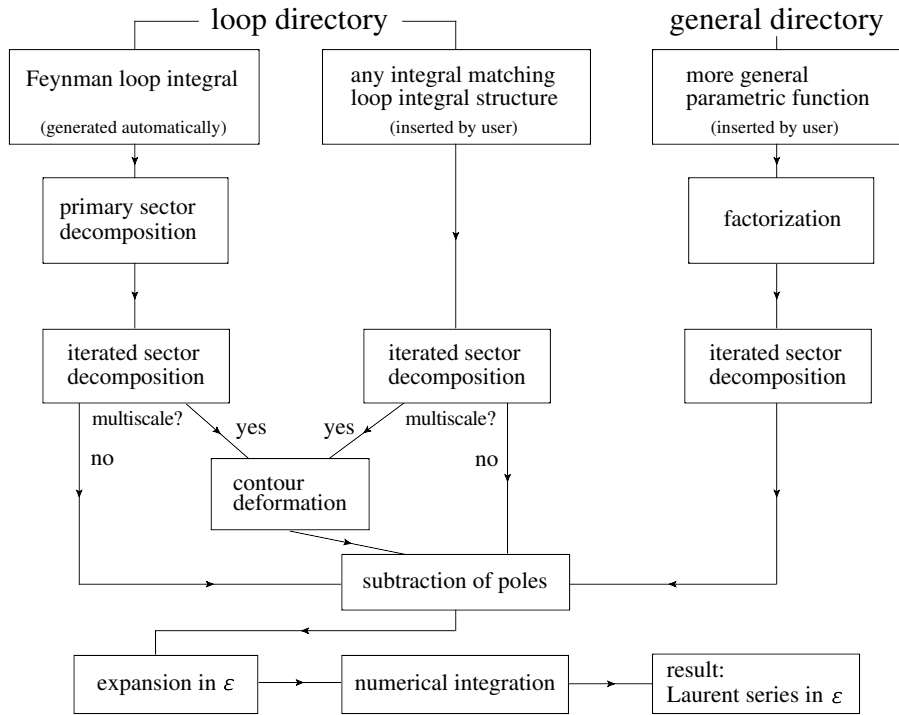 loop directory
general directory
Feynman loop integral
(generated automatically)
any integral matching
loop integral structure
(inserted by user)
more general
parametric function
(inserted by user)
primary sector
decomposition
factorization
iterated sector
decomposition
iterated sector
decomposition
iterated sector
decomposition
multiscale?
yes
no
yes
multiscale?
no
contour
deformation
subtraction of poles
expansion in ε
numerical integration
result:
Laurent series in ε